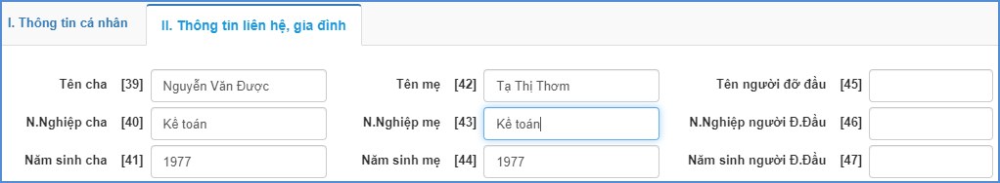 I. Thông tin cá nhân II. Thông tin liên hệ, gia đình
Tên cha [39] Nguyễn Văn Được Tên mẹ [42] Tạ Thị Thơm Tên người đỡ đầu [45]
N.Nghiệp cha [40] Kế toán N.Nghiệp mẹ [43] Kế toán N.Nghiệp người Đ.Đầu [46]
Năm sinh cha [41] 1977 Năm sinh mẹ [44] 1977 Năm sinh người Đ.Đầu [47]